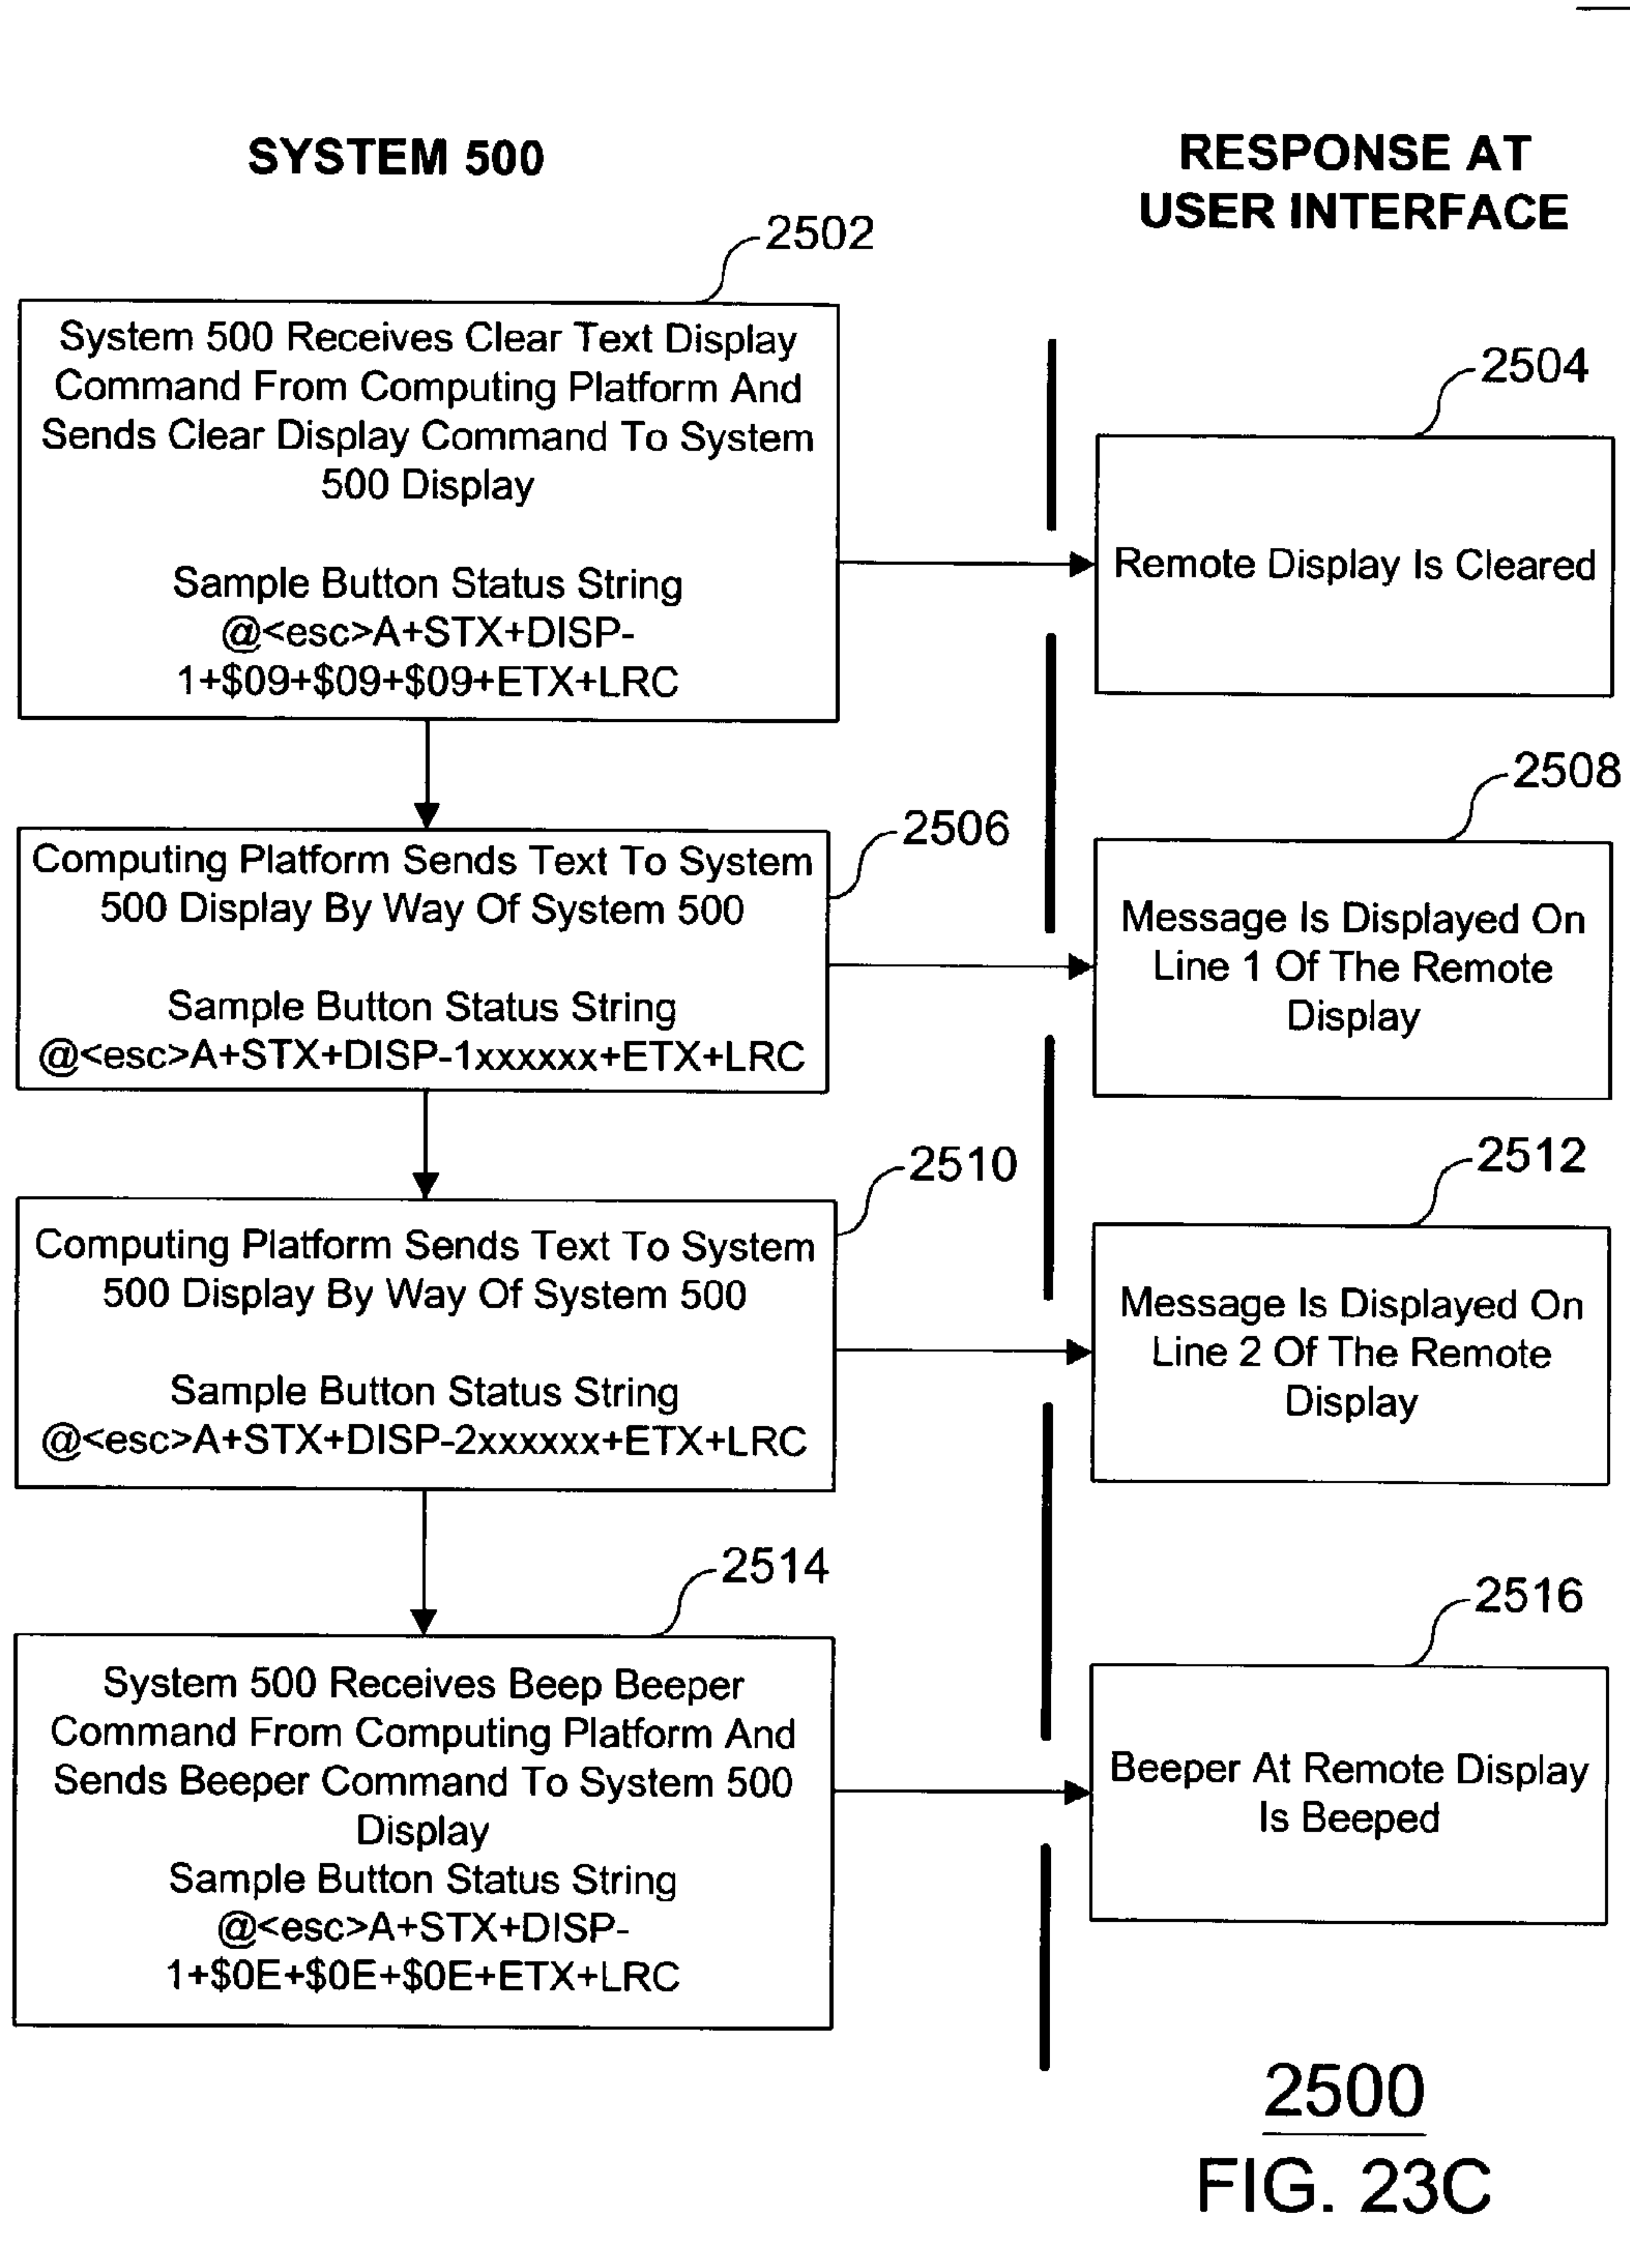 SYSTEM 500
RESPONSE AT
USER INTERFACE
2502
System 500 Receives Clear Text Display
Command From Computing Platform And
Sends Clear Display Command To System
500 Display
Sample Button Status String
@<esc>A+STX+DISP-
1+$09+$09+$09+ETX+LRC
2504
Remote Display Is Cleared
2506
Computing Platform Sends Text To System
500 Display By Way Of System 500
Sample Button Status String
@<esc>A+STX+DISP-1xxxxxx+ETX+LRC
2508
Message Is Displayed On
Line 1 Of The Remote
Display
2510
Computing Platform Sends Text To System
500 Display By Way Of System 500
Sample Button Status String
@<esc>A+STX+DISP-2xxxxxx+ETX+LRC
2512
Message Is Displayed On
Line 2 Of The Remote
Display
2514
System 500 Receives Beep Beeper
Command From Computing Platform And
Sends Beeper Command To System 500
Display
Sample Button Status String
@<esc>A+STX+DISP-
1+$0E+$0E+$0E+ETX+LRC
2516
Beeper At Remote Display
Is Beeped
2500
FIG. 23C